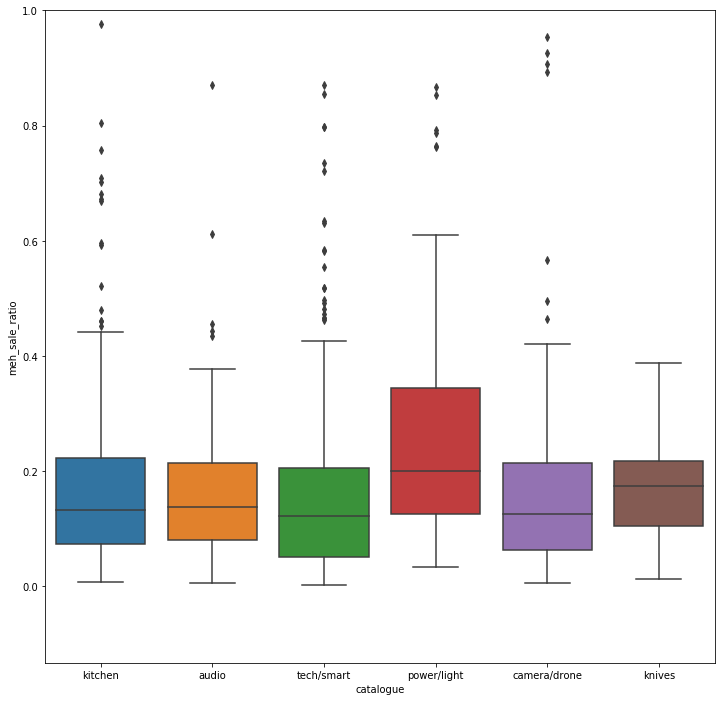 1.0
0.8
0.6
0.4
0.2
0.0
meh_sale_ratio
kitchen audio tech/smart power/light camera/drone knives
catalogue